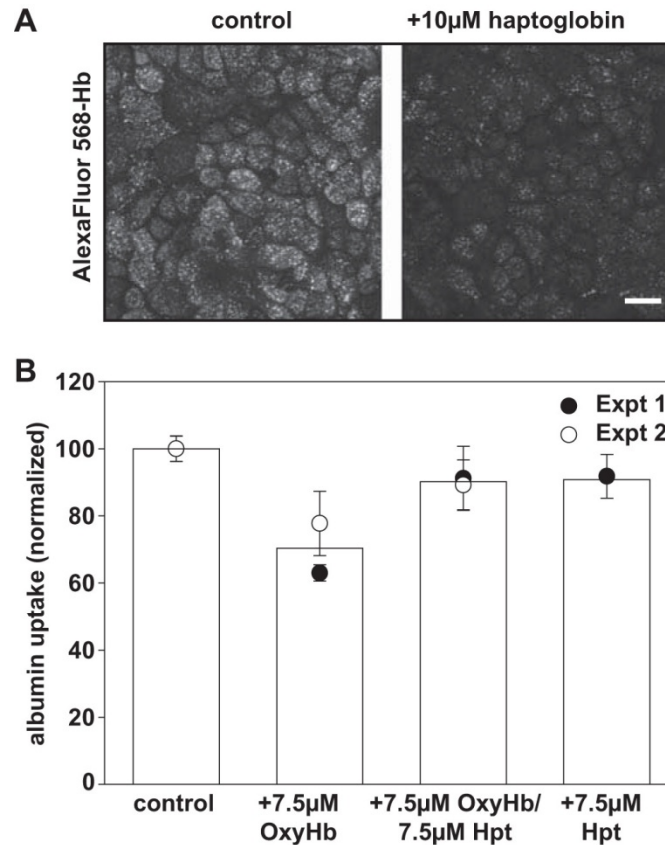 A
control
+10µM haptoglobin
AlexaFluor 568-Hb
B
Expt 1
Expt 2
albumin uptake (normalized)
120
100
80
60
40
20
0
control
+7.5µM
OxyHb
+7.5µM OxyHb/
7.5µM Hpt
+7.5µM
Hpt